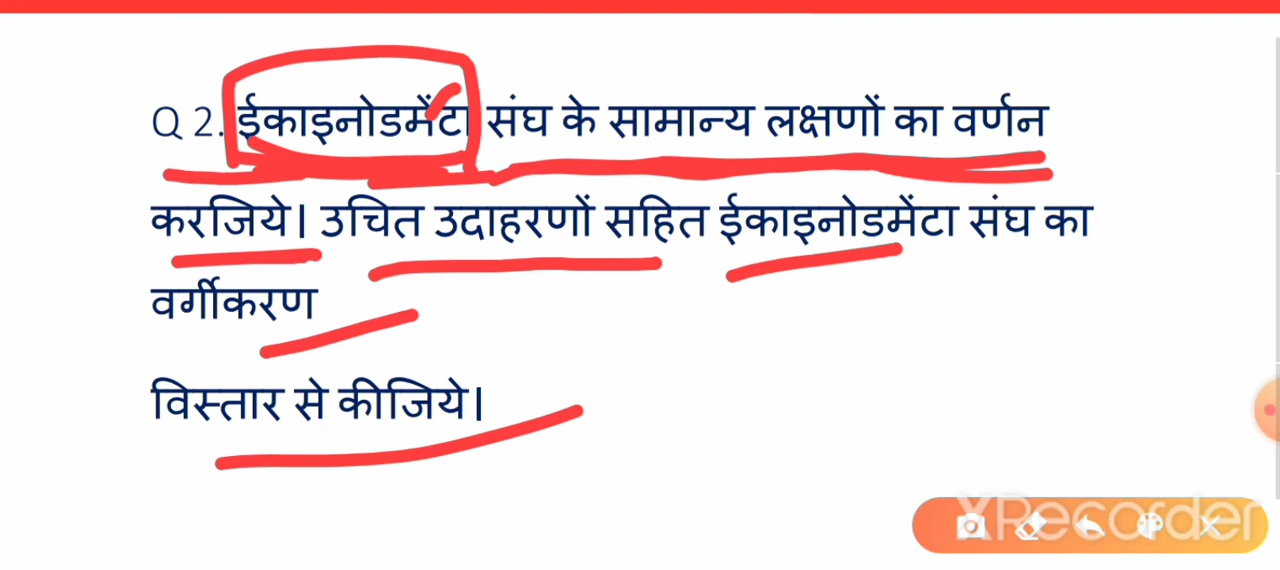 Q 2. ईकाइनोडमेंटा संघ के सामान्य लक्षणों का वर्णन
करजिये। उचित उदाहरणों सहित ईकाइनोडमेंटा संघ का
वर्गीकरण
विस्तार से कीजिये।
XRecorder